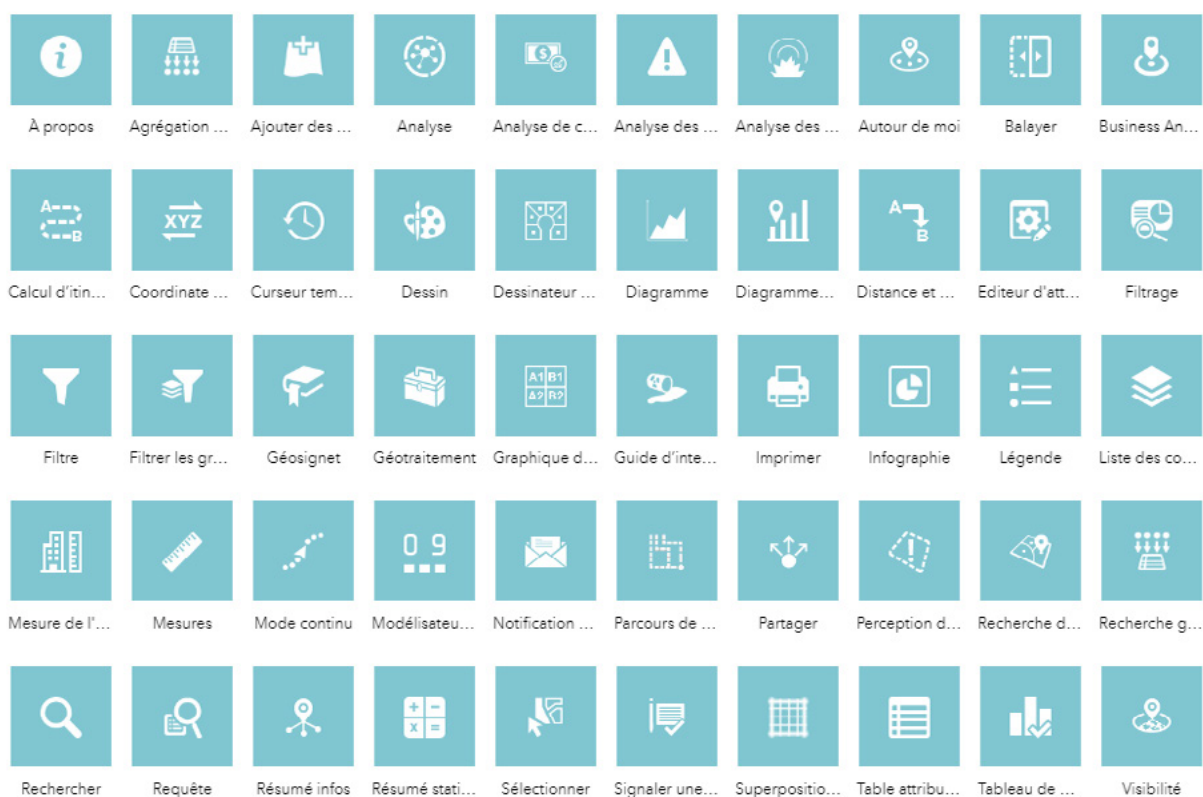 À propos
Agrégation ...
Ajouter des ...
Analyse
Analyse de c...
Analyse des ...
Analyse des ...
Autour de moi
Balayer
Business An...
A
B
XYZ
A
B
Calcul d'itin...
Coordinate ...
Curseur tem...
Dessin
Dessinateur ...
Diagramme
Diagramme...
Distance et ...
Editeur d'att...
Filtrage
A1 B1
A2 B2
Filtre
Filtrer les gr...
Géosignet
Géotraitement
Graphique d...
Guide d'inte...
Imprimer
Infographie
Légende
Liste des co...
0 9
Mesure de l'...
Mesures
Mode continu
Modélisateu...
Notification ...
Parcours de ...
Partager
Perception d...
Recherche d...
Recherche g...
Rechercher
Requête
Résumé infos
Résumé stati...
Sélectionner
Signaler une...
Superpositio...
Table attribu...
Tableau de ...
Visibilité